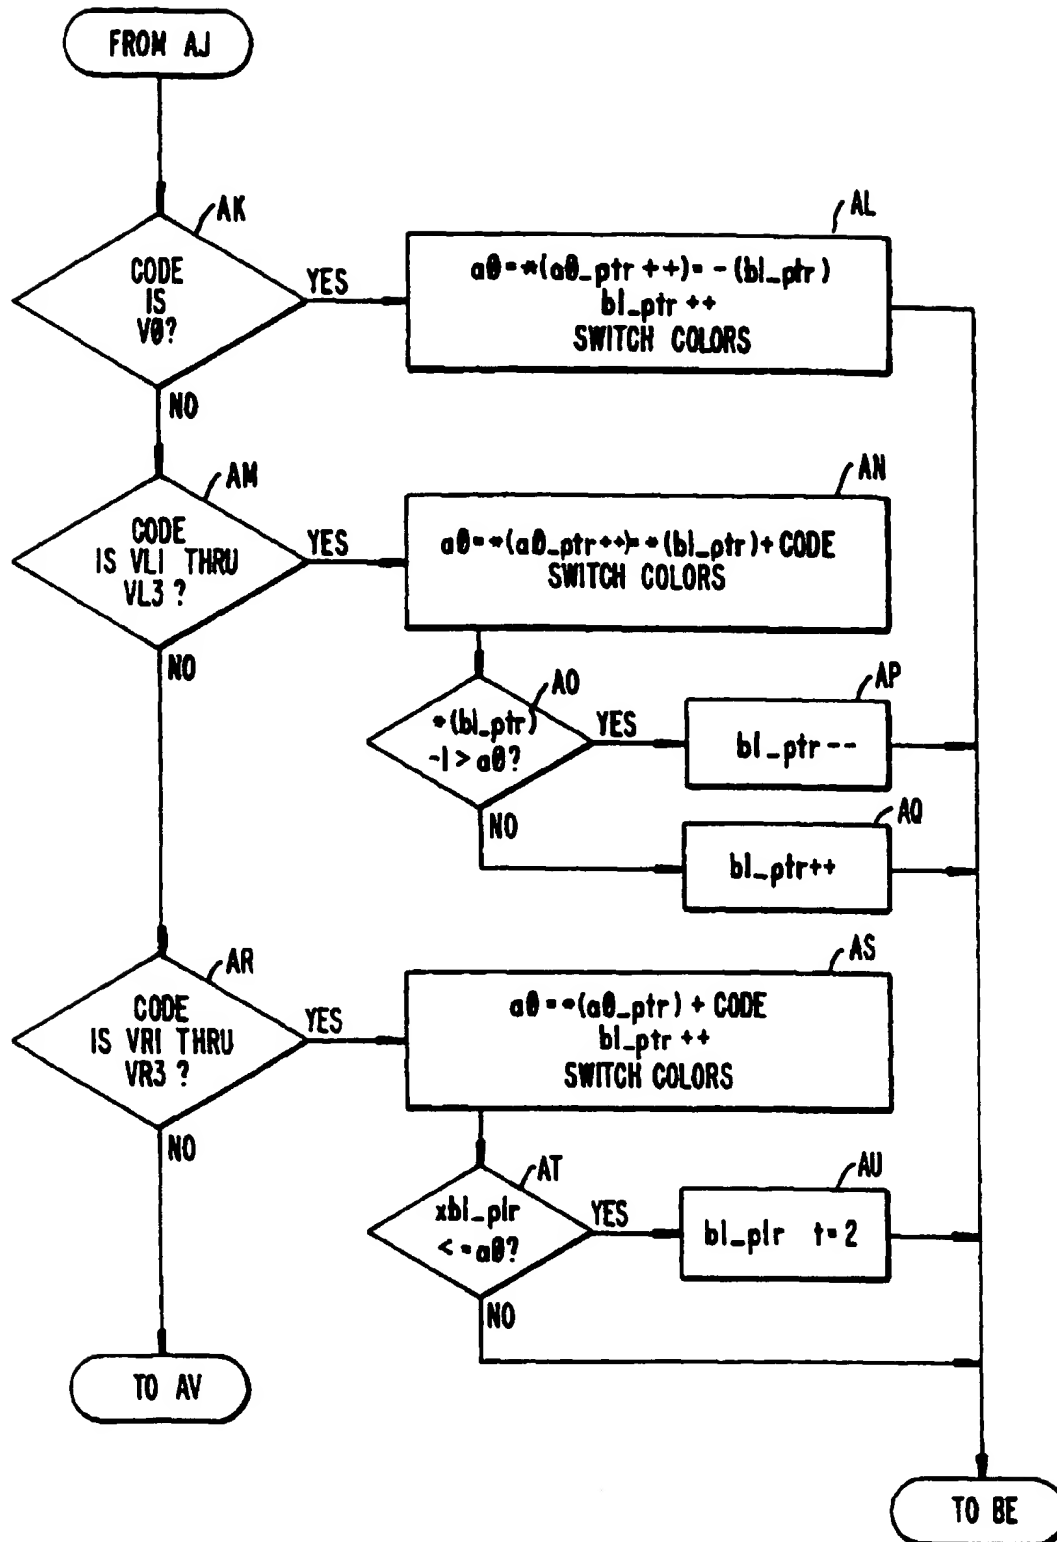 FROM AJ
AK
CODE
IS
V0?
YES
NO
AL
a0=*(a0_ptr ++)= -(bl_ptr)
bl_ptr ++
SWITCH COLORS
AM
CODE
IS VL1 THRU
VL3 ?
YES
NO
AN
a0=*(a0_ptr++)=*(bl_ptr)+CODE
SWITCH COLORS
AO
*(bl_ptr)
-1 > a0?
YES
NO
AP
bl_ptr --
AQ
bl_ptr++
AR
CODE
IS VR1 THRU
VR3 ?
YES
NO
AS
a0=*(a0_ptr) + CODE
bl_ptr ++
SWITCH COLORS
AT
xbl_plr
<=a0?
YES
NO
AU
bl_plr t=2
TO AV
TO BE